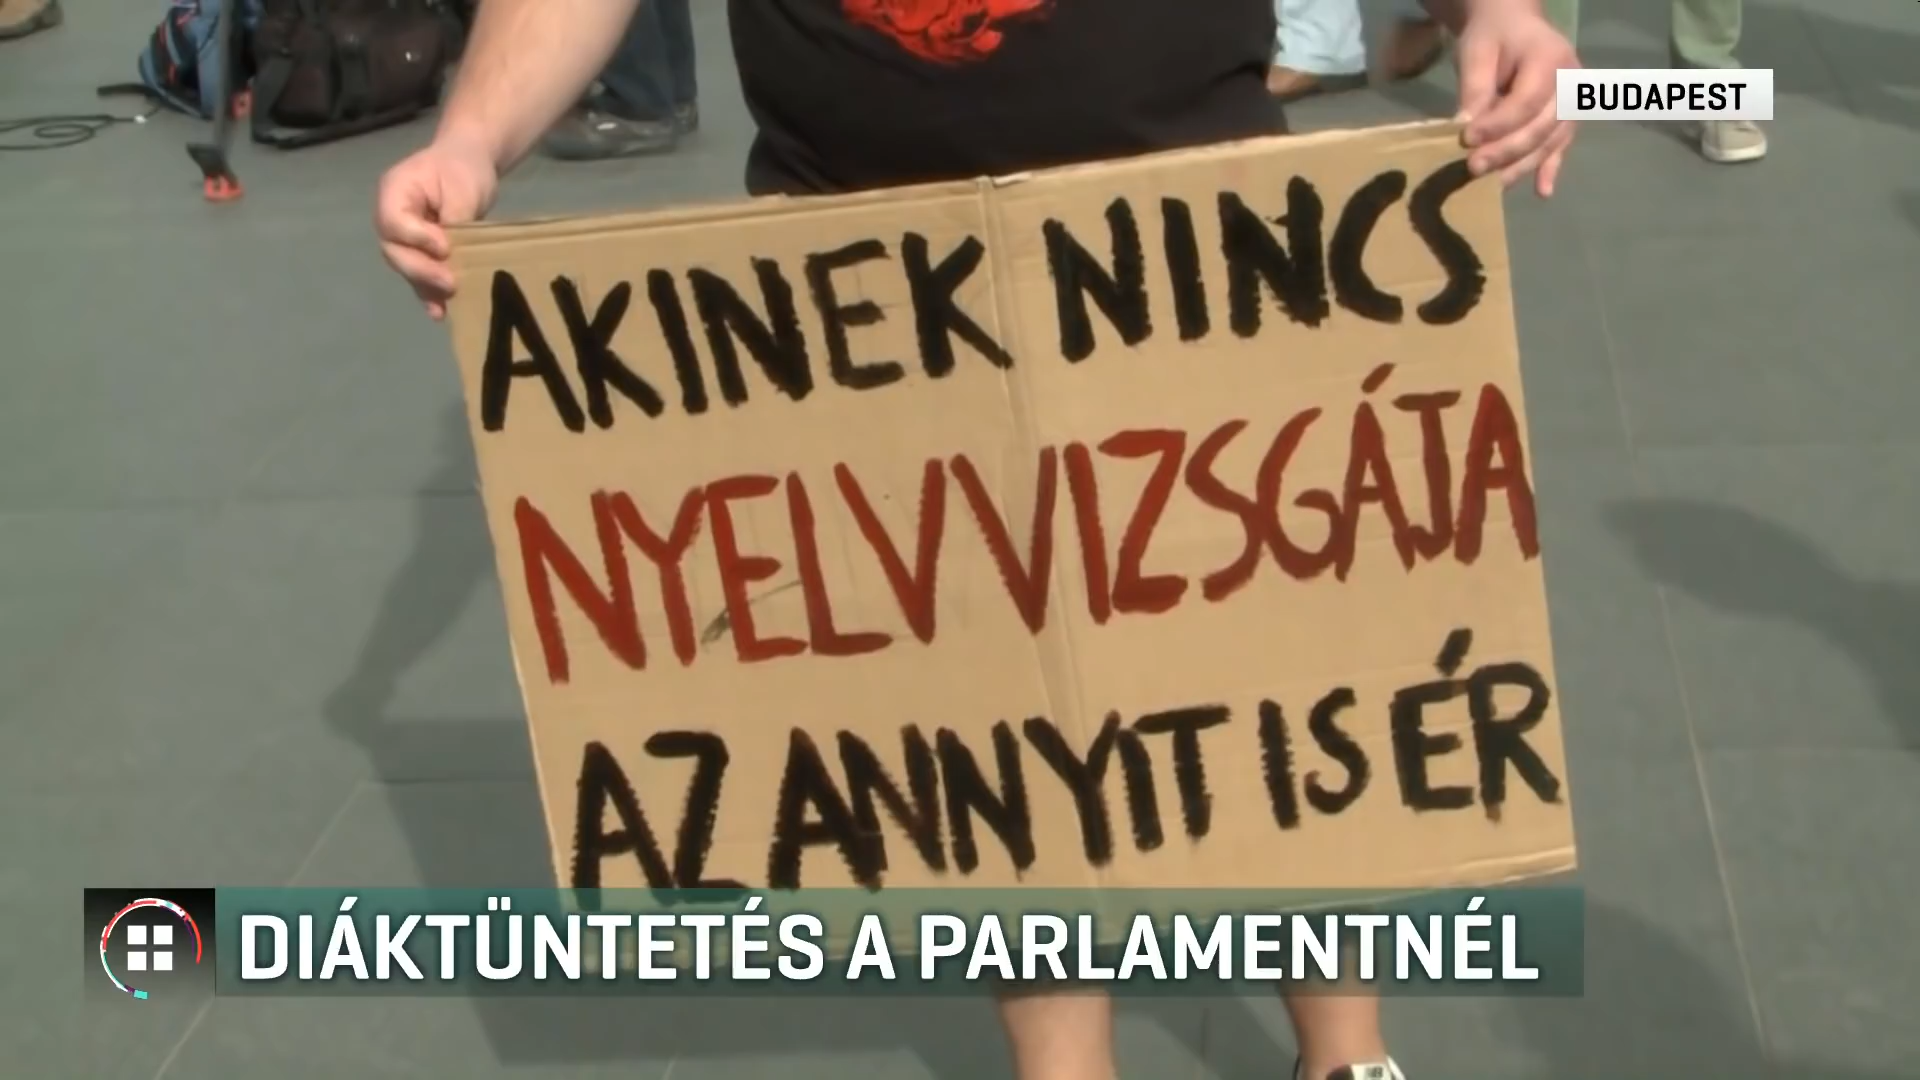 BUDAPEST
AKINEK NINCS
NYELVVIZSGÁJA
AZ ANNYIT IS ÉR
DIÁKTÜNTETÉS A PARLAMENTNÉL